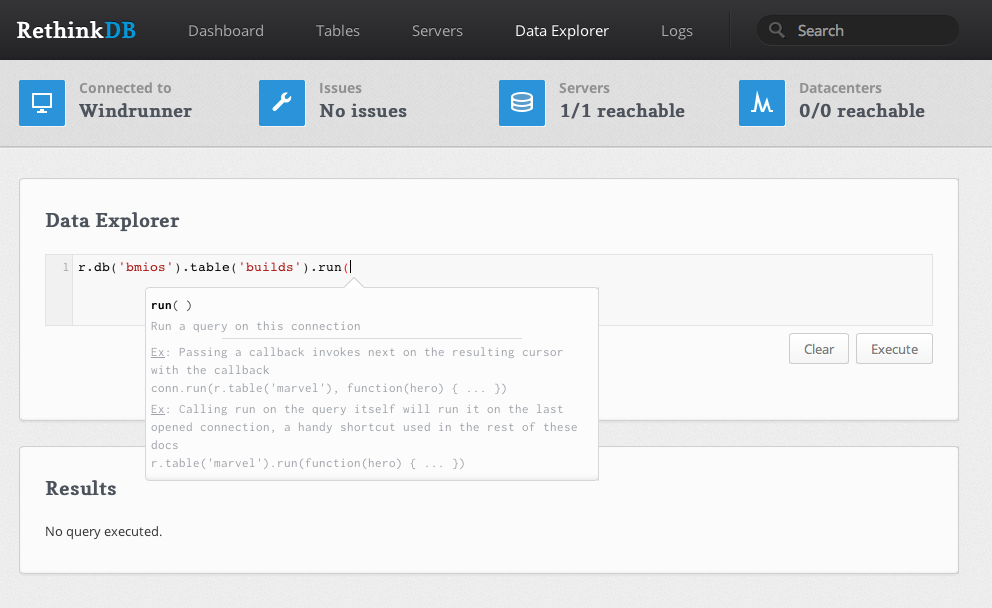 RethinkDB Dashboard Tables Servers Data Explorer Logs Search
Connected to
Windrunner
Issues
No issues
Servers
1/1 reachable
Datacenters
0/0 reachable
Data Explorer
1 r.db('bmios').table('builds').run(
run( )
Run a query on this connection
Ex: Passing a callback invokes next on the resulting cursor
with the callback
conn.run(r.table('marvel'), function(hero) { ... })
Ex: Calling run on the query itself will run it on the last
opened connection, a handy shortcut used in the rest of these
docs
r.table('marvel').run(function(hero) { ... })
Clear Execute
Results
No query executed.